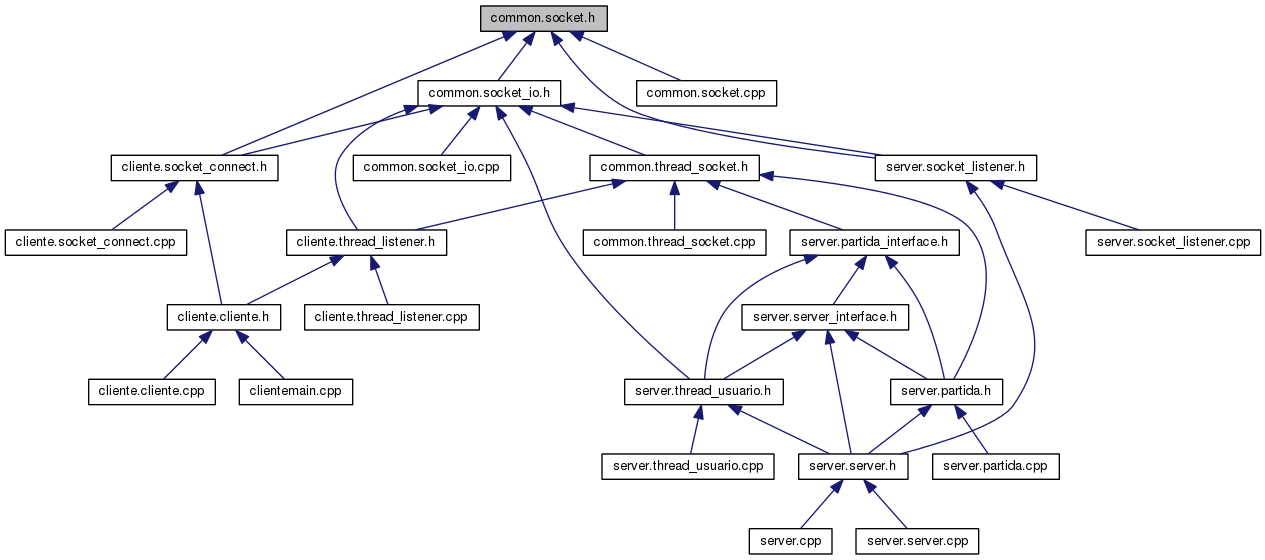 common.socket.h
common.socket_io.h
common.socket.cpp
cliente.socket_connect.h
common.socket_io.cpp
common.thread_socket.h
server.socket_listener.h
cliente.socket_connect.cpp
cliente.thread_listener.h
common.thread_socket.cpp
server.partida_interface.h
server.socket_listener.cpp
cliente.cliente.h
cliente.thread_listener.cpp
server.server_interface.h
cliente.cliente.cpp
clientemain.cpp
server.thread_usuario.h
server.partida.h
server.thread_usuario.cpp
server.server.h
server.partida.cpp
server.cpp
server.server.cpp